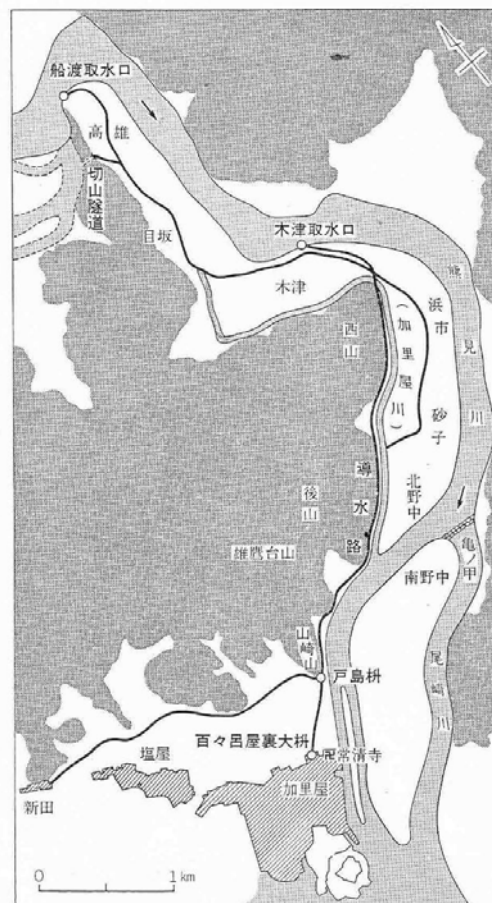 船渡取水口
高雄
切山隧道
目坂
木津取水口
木津
西山
(加里屋川)
浜市
砂子
見川
導水路
北野中
後山
雄鷹台山
亀ノ甲
南野中
尾崎川
山崎山
戸島枡
百々呂屋裏大枡
常清寺
塩屋
加里屋
新田
0
1 km